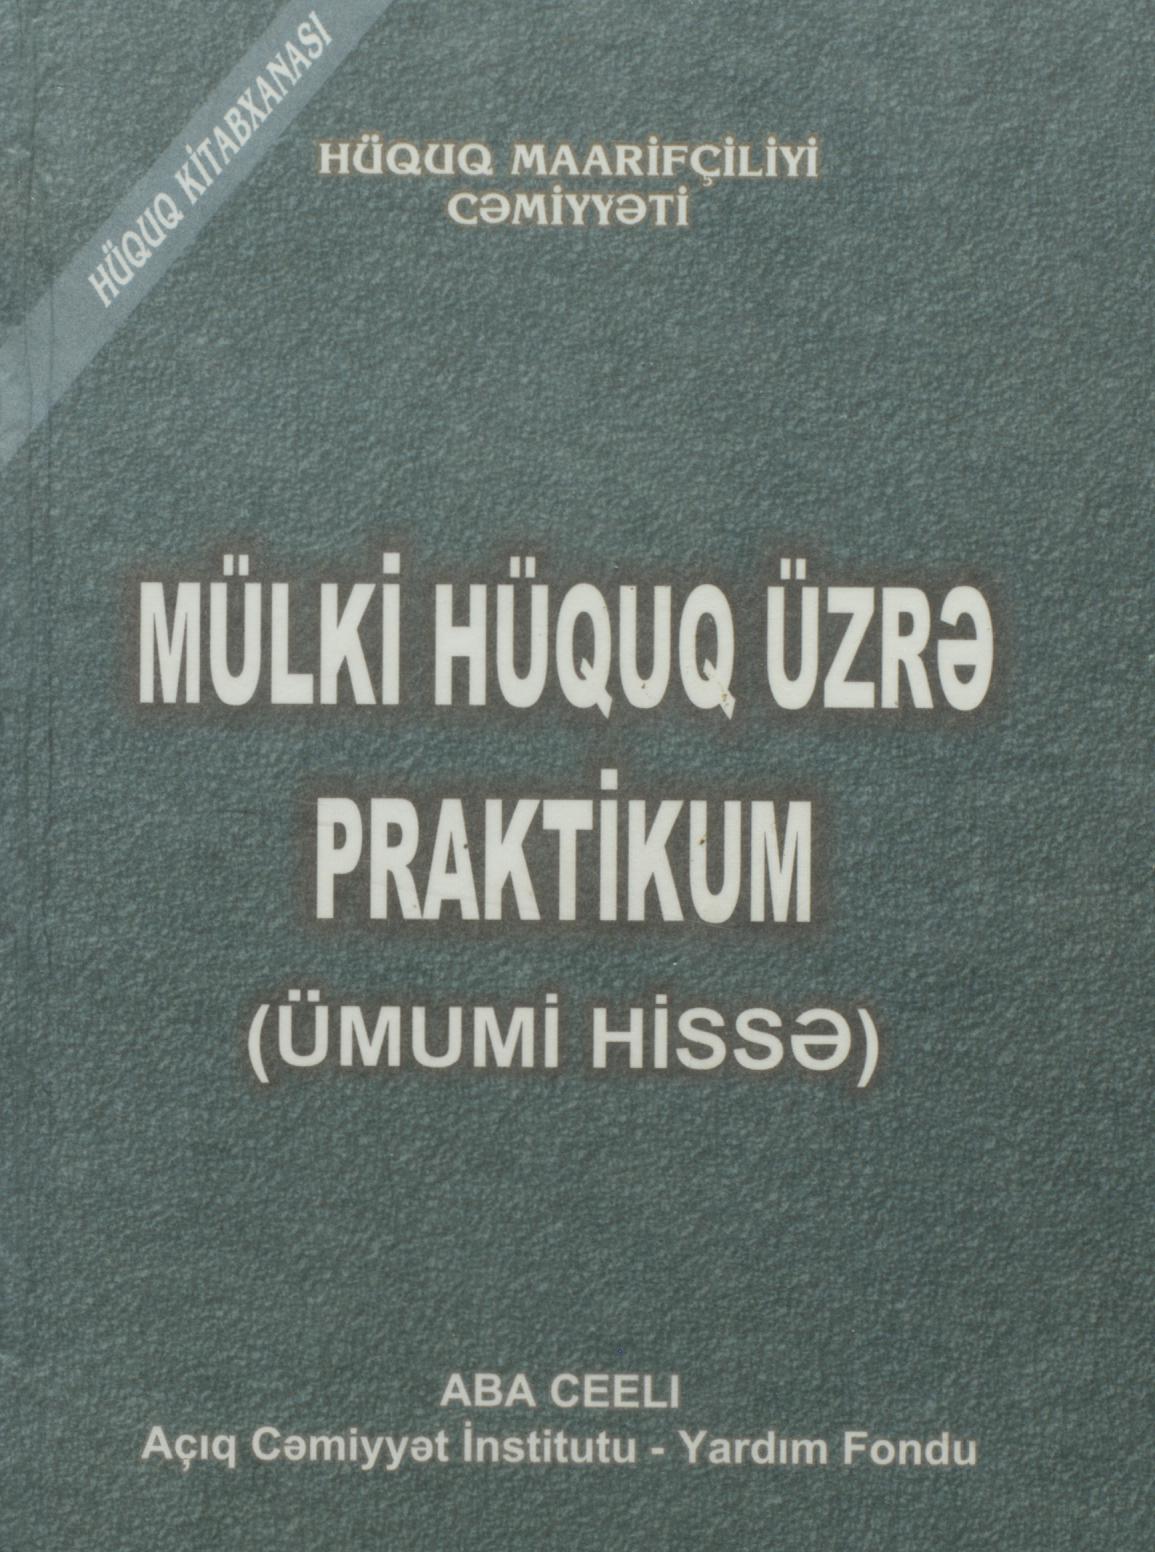 HÜQUQ KİTABXANASI
HÜQUQ MAARİFÇİLİYİ
CƏMİYYƏTİ
MÜLKİ HÜQUQ ÜZRƏ
PRAKTİKUM
(ÜMUMİ HİSSƏ)
ABA CEELI
Açıq Cəmiyyət İnstitutu - Yardım Fondu